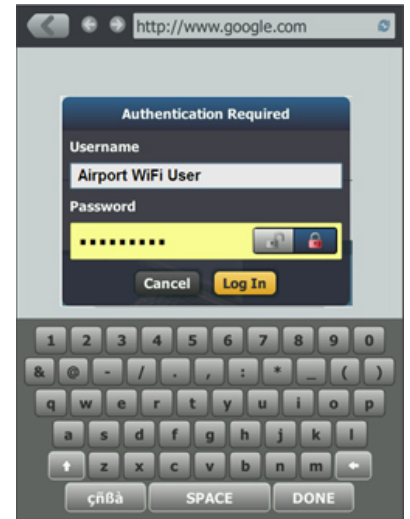 http://www.google.com
Authentication Required
Username
Airport WiFi User
Password
Cancel Log In
1 2 3 4 5 6 7 8 9 0
& @ - / . , : * _ ( )
q w e r t y u i o p
a s d f g h j k l
z x c v b n m
çñßà SPACE DONE